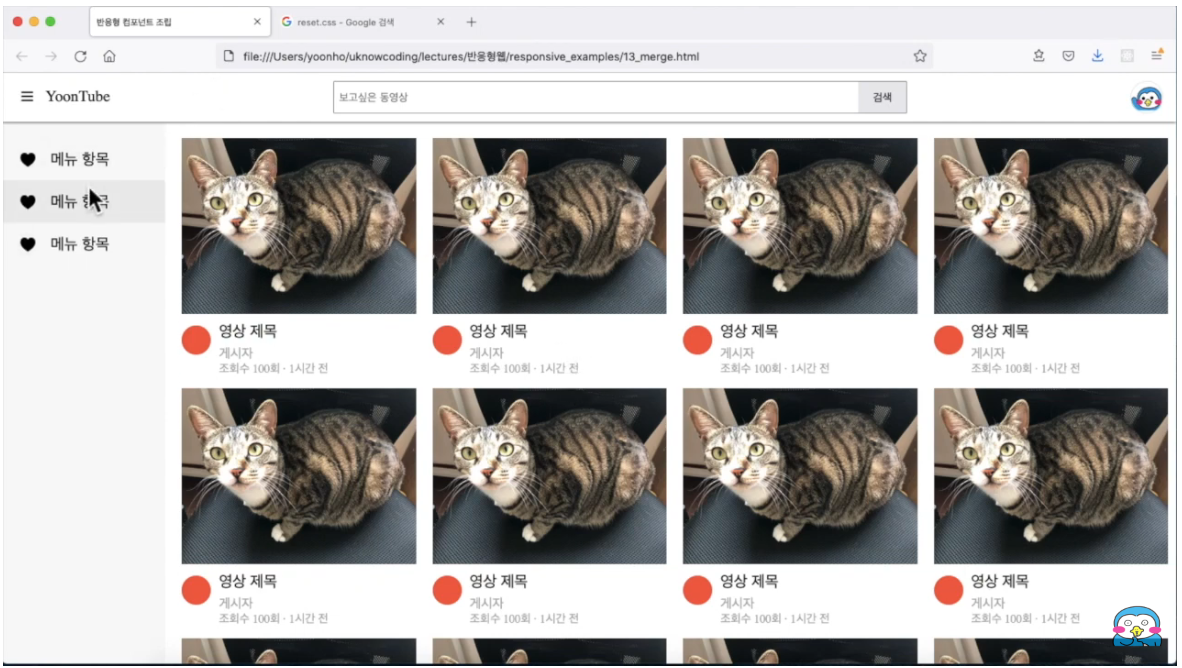 반응형 컴포넌트 조립
reset.css - Google 검색
file:///Users/yoonho/uknowcoding/lectures/반응형웹/responsive_examples/13_merge.html
YoonTube
보고싶은 동영상
검색
메뉴 항목
메뉴 항목
메뉴 항목
영상 제목
게시자
조회수 100회 · 1시간 전
영상 제목
게시자
조회수 100회 · 1시간 전
영상 제목
게시자
조회수 100회 · 1시간 전
영상 제목
게시자
조회수 100회 · 1시간 전
영상 제목
게시자
조회수 100회 · 1시간 전
영상 제목
게시자
조회수 100회 · 1시간 전
영상 제목
게시자
조회수 100회 · 1시간 전
영상 제목
게시자
조회수 100회 · 1시간 전